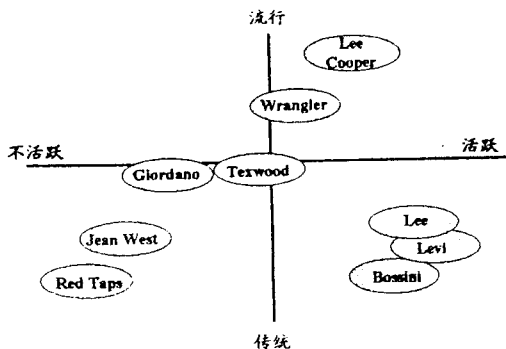 流行
Lee
Cooper
Wrangler
不活跃
活跃
Giordano
Texwood
Lee
Jean West
Levi
Red Taps
Bossini
传统